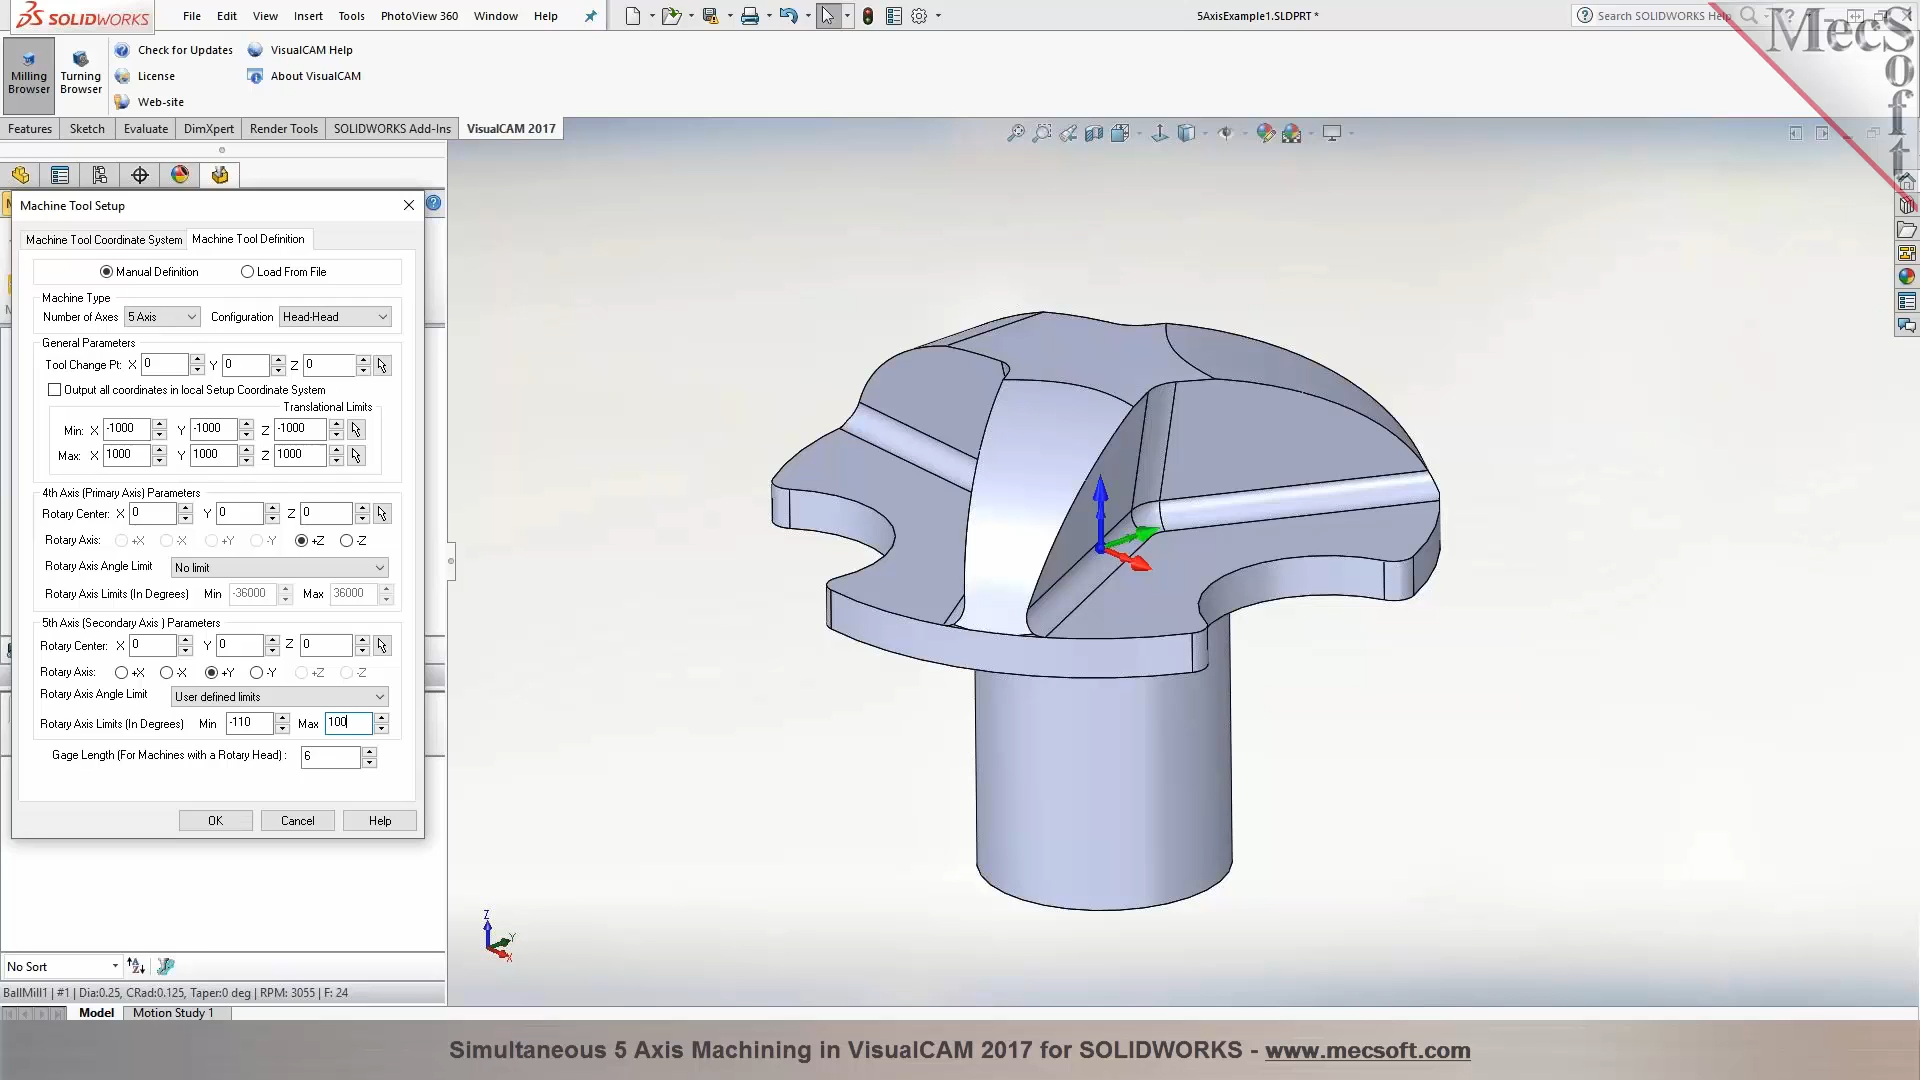 SOLIDWORKS
File Edit View Insert Tools PhotoView 360 Window Help
5AxisExample1.SLDPRT *
Search SOLIDWORKS Help
MecSoft
Milling Browser
Turning Browser
Check for Updates
VisualCAM Help
License
About VisualCAM
Web-site
Features Sketch Evaluate DimXpert Render Tools SOLIDWORKS Add-Ins VisualCAM 2017
Machine Tool Setup
Machine Tool Coordinate System Machine Tool Definition
Manual Definition Load From File
Machine Type
Number of Axes 5 Axis Configuration Head-Head
General Parameters
Tool Change Pt: X 0 Y 0 Z 0
Output all coordinates in local Setup Coordinate System
Translational Limits
Min: X -1000 Y -1000 Z -1000
Max: X 1000 Y 1000 Z 1000
4th Axis (Primary Axis) Parameters
Rotary Center: X 0 Y 0 Z 0
Rotary Axis: +X -X +Y -Y +Z -Z
Rotary Axis Angle Limit No limit
Rotary Axis Limits (In Degrees) Min -36000 Max 36000
5th Axis (Secondary Axis ) Parameters
Rotary Center: X 0 Y 0 Z 0
Rotary Axis: +X -X +Y -Y +Z -Z
Rotary Axis Angle Limit User defined limits
Rotary Axis Limits (In Degrees) Min -110 Max 100
Gage Length (For Machines with a Rotary Head) : 6
OK Cancel Help
Z
Y
X
No Sort
BallMill1 | #1 | Dia:0.25, CRad:0.125, Taper:0 deg | RPM: 3055 | F: 24
Model Motion Study 1
Simultaneous 5 Axis Machining in VisualCAM 2017 for SOLIDWORKS - www.mecsoft.com